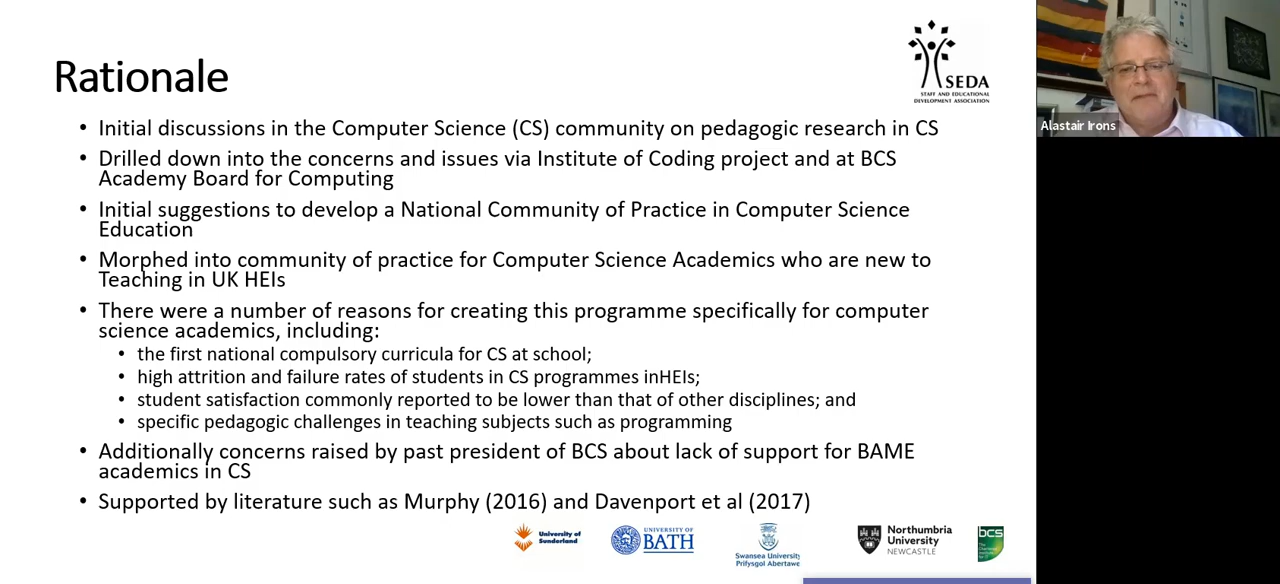 Rationale
SEDA
STAFF AND EDUCATIONAL
DEVELOPMENT ASSOCIATION
Alastair Irons
• Initial discussions in the Computer Science (CS) community on pedagogic research in CS
• Drilled down into the concerns and issues via Institute of Coding project and at BCS
Academy Board for Computing
• Initial suggestions to develop a National Community of Practice in Computer Science
Education
• Morphed into community of practice for Computer Science Academics who are new to
Teaching in UK HEIs
• There were a number of reasons for creating this programme specifically for computer
science academics, including:
• the first national compulsory curricula for CS at school;
• high attrition and failure rates of students in CS programmes inHEIs;
• student satisfaction commonly reported to be lower than that of other disciplines; and
• specific pedagogic challenges in teaching subjects such as programming
• Additionally concerns raised by past president of BCS about lack of support for BAME
academics in CS
• Supported by literature such as Murphy (2016) and Davenport et al (2017)
University of
Sunderland
UNIVERSITY OF
BATH
Swansea University
Prifysgol Abertawe
Northumbria
University
NEWCASTLE
bcs